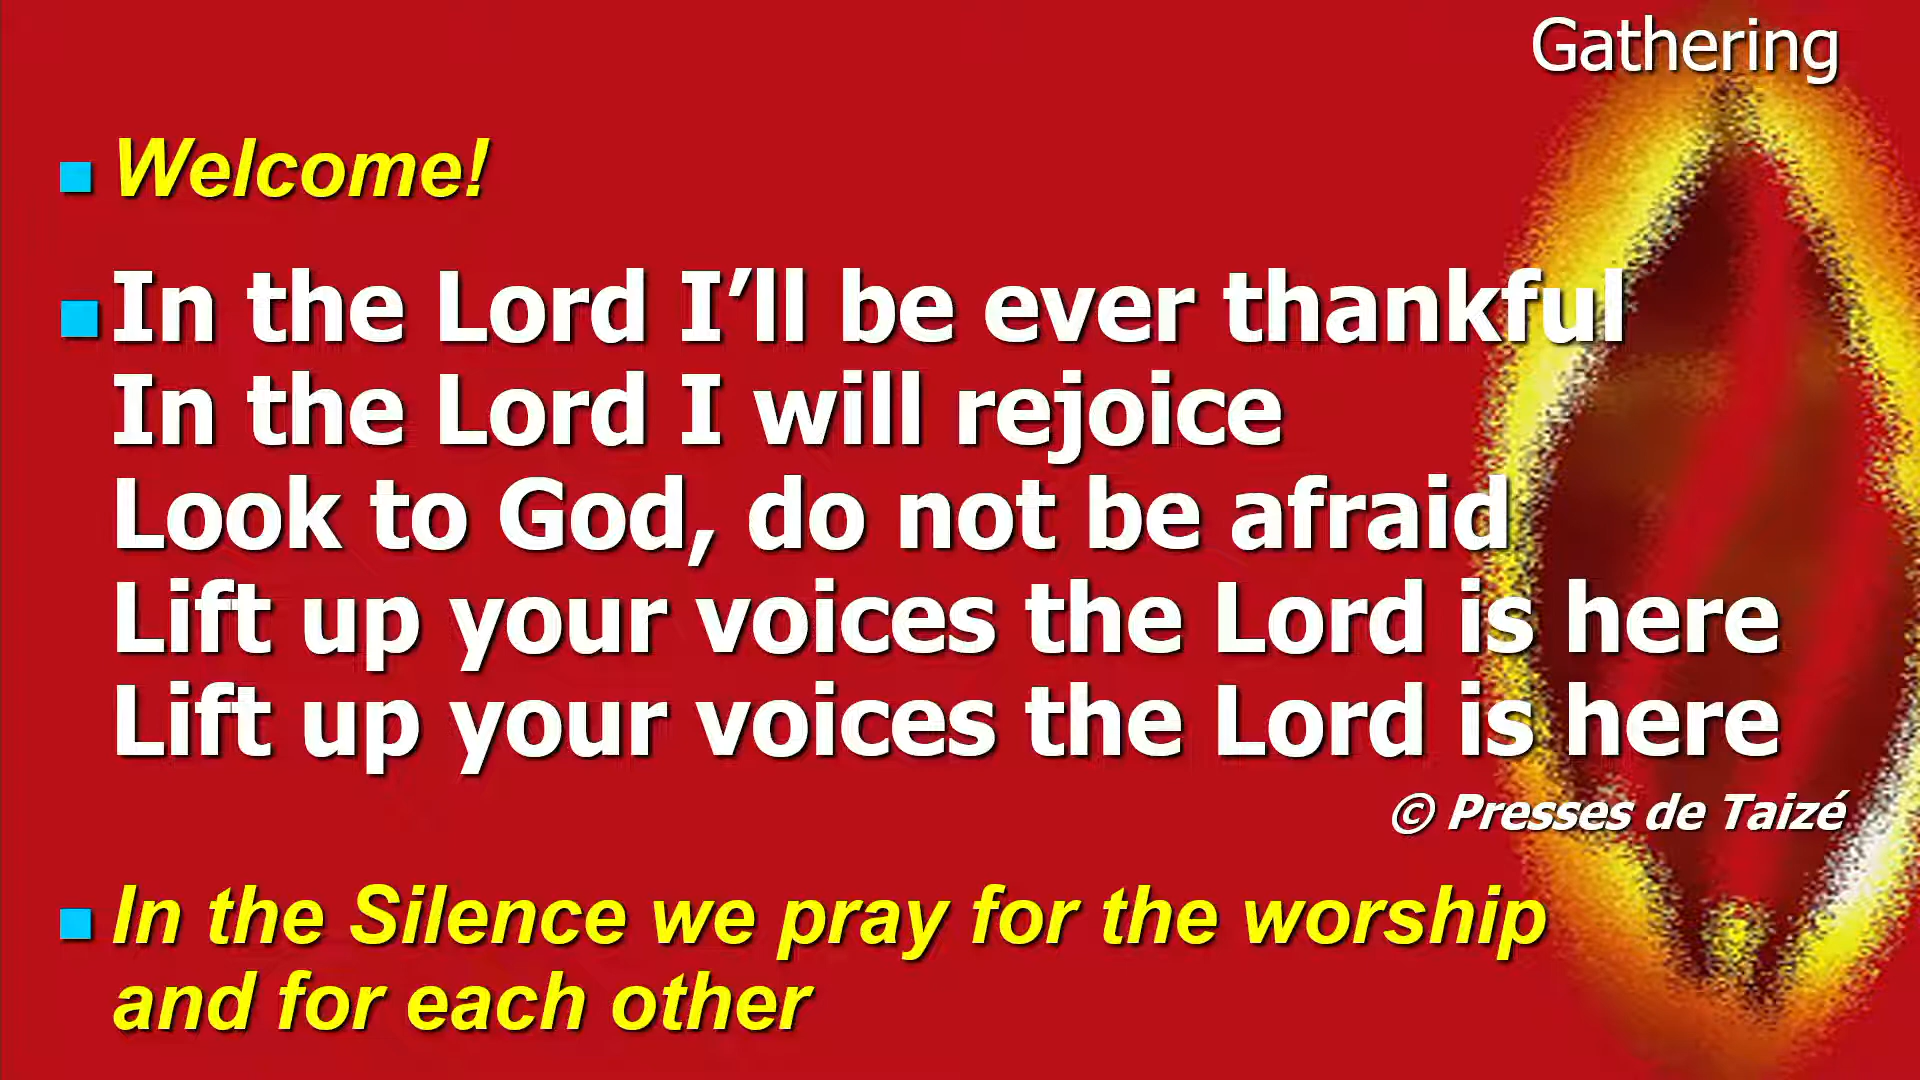 Gathering
Welcome!
In the Lord I’ll be ever thankful
In the Lord I will rejoice
Look to God, do not be afraid
Lift up your voices the Lord is here
Lift up your voices the Lord is here
© Presses de Taizé
In the Silence we pray for the worship
and for each other